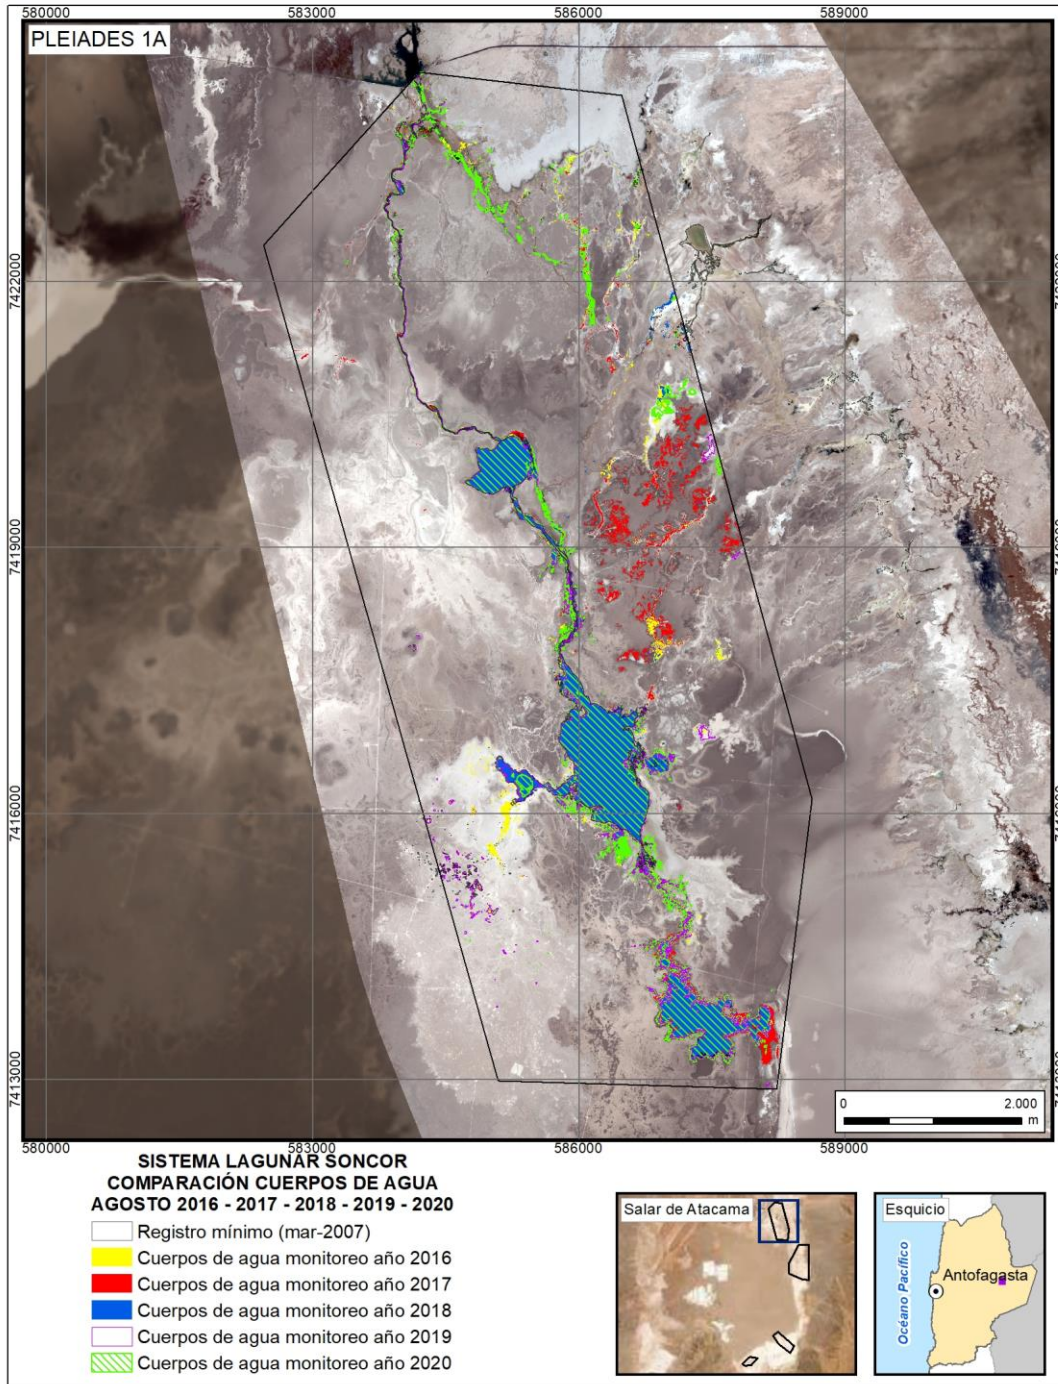 580000 583000 586000 589000
PLEIADES 1A
7422000
7419000
7416000
7413000
0 2.000
m
580000 583000 586000 589000
SISTEMA LAGUNAR SONCOR
COMPARACIÓN CUERPOS DE AGUA
AGOSTO 2016 - 2017 - 2018 - 2019 - 2020
Registro mínimo (mar-2007)
Cuerpos de agua monitoreo año 2016
Cuerpos de agua monitoreo año 2017
Cuerpos de agua monitoreo año 2018
Cuerpos de agua monitoreo año 2019
Cuerpos de agua monitoreo año 2020
Salar de Atacama
Esquicio
Océano Pacífico
Antofagasta